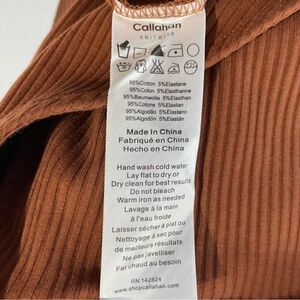 Callahan
KNITWEAR
95%Cotton 5%Elastane
95%Coton 5%Elasthanne
95%Baumwolle 5%Elasthan
95%Cotone 5%Elastan
95%Algodão 5%Elastano
95%Algodón 5%Elastán
Made In China
Fabriqué en China
Hecho en China
Hand wash cold water
Lay flat to dry or
Dry clean for best results
Do not bleach
Warm iron as needed
Lavage à la main
à l'eau froide
Laisser sécher à plat ou
Nettoyage à sec pour
de meilleurs résultats
Ne pas javelliser
Fer chaud au besoin
RN 142824
www.shopcallahan.com